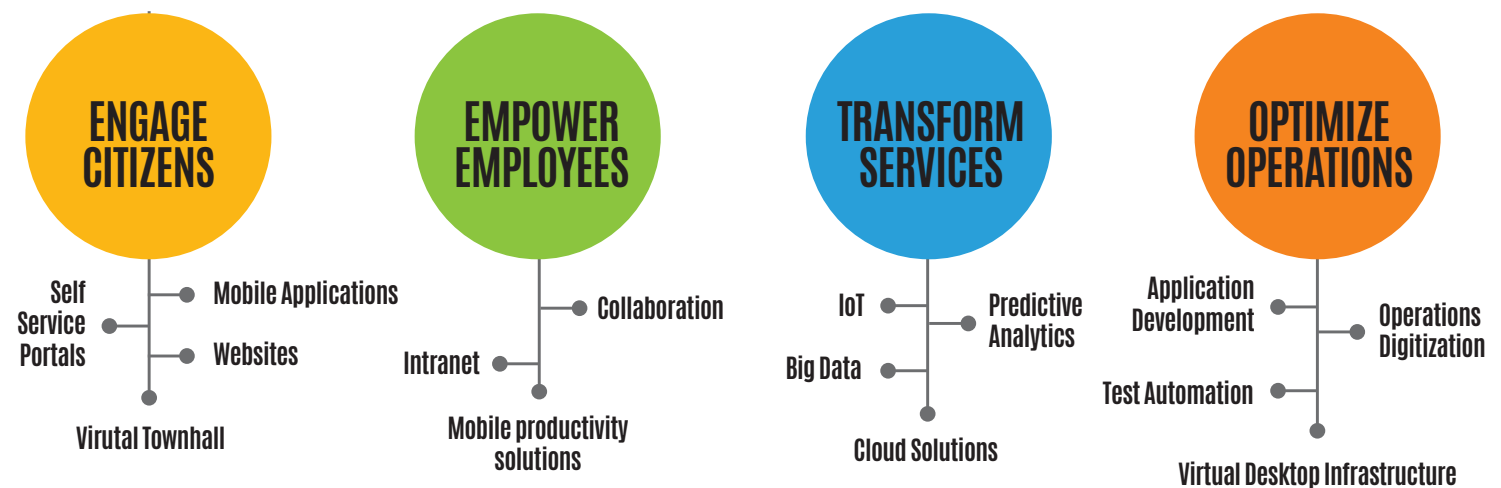 ENGAGE
CITIZENS
Self
Service
Portals
Mobile Applications
Websites
Virutal Townhall
EMPOWER
EMPLOYEES
Collaboration
Intranet
Mobile productivity
solutions
TRANSFORM
SERVICES
IoT
Predictive
Analytics
Big Data
Cloud Solutions
OPTIMIZE
OPERATIONS
Application
Development
Operations
Digitization
Test Automation
Virtual Desktop Infrastructure